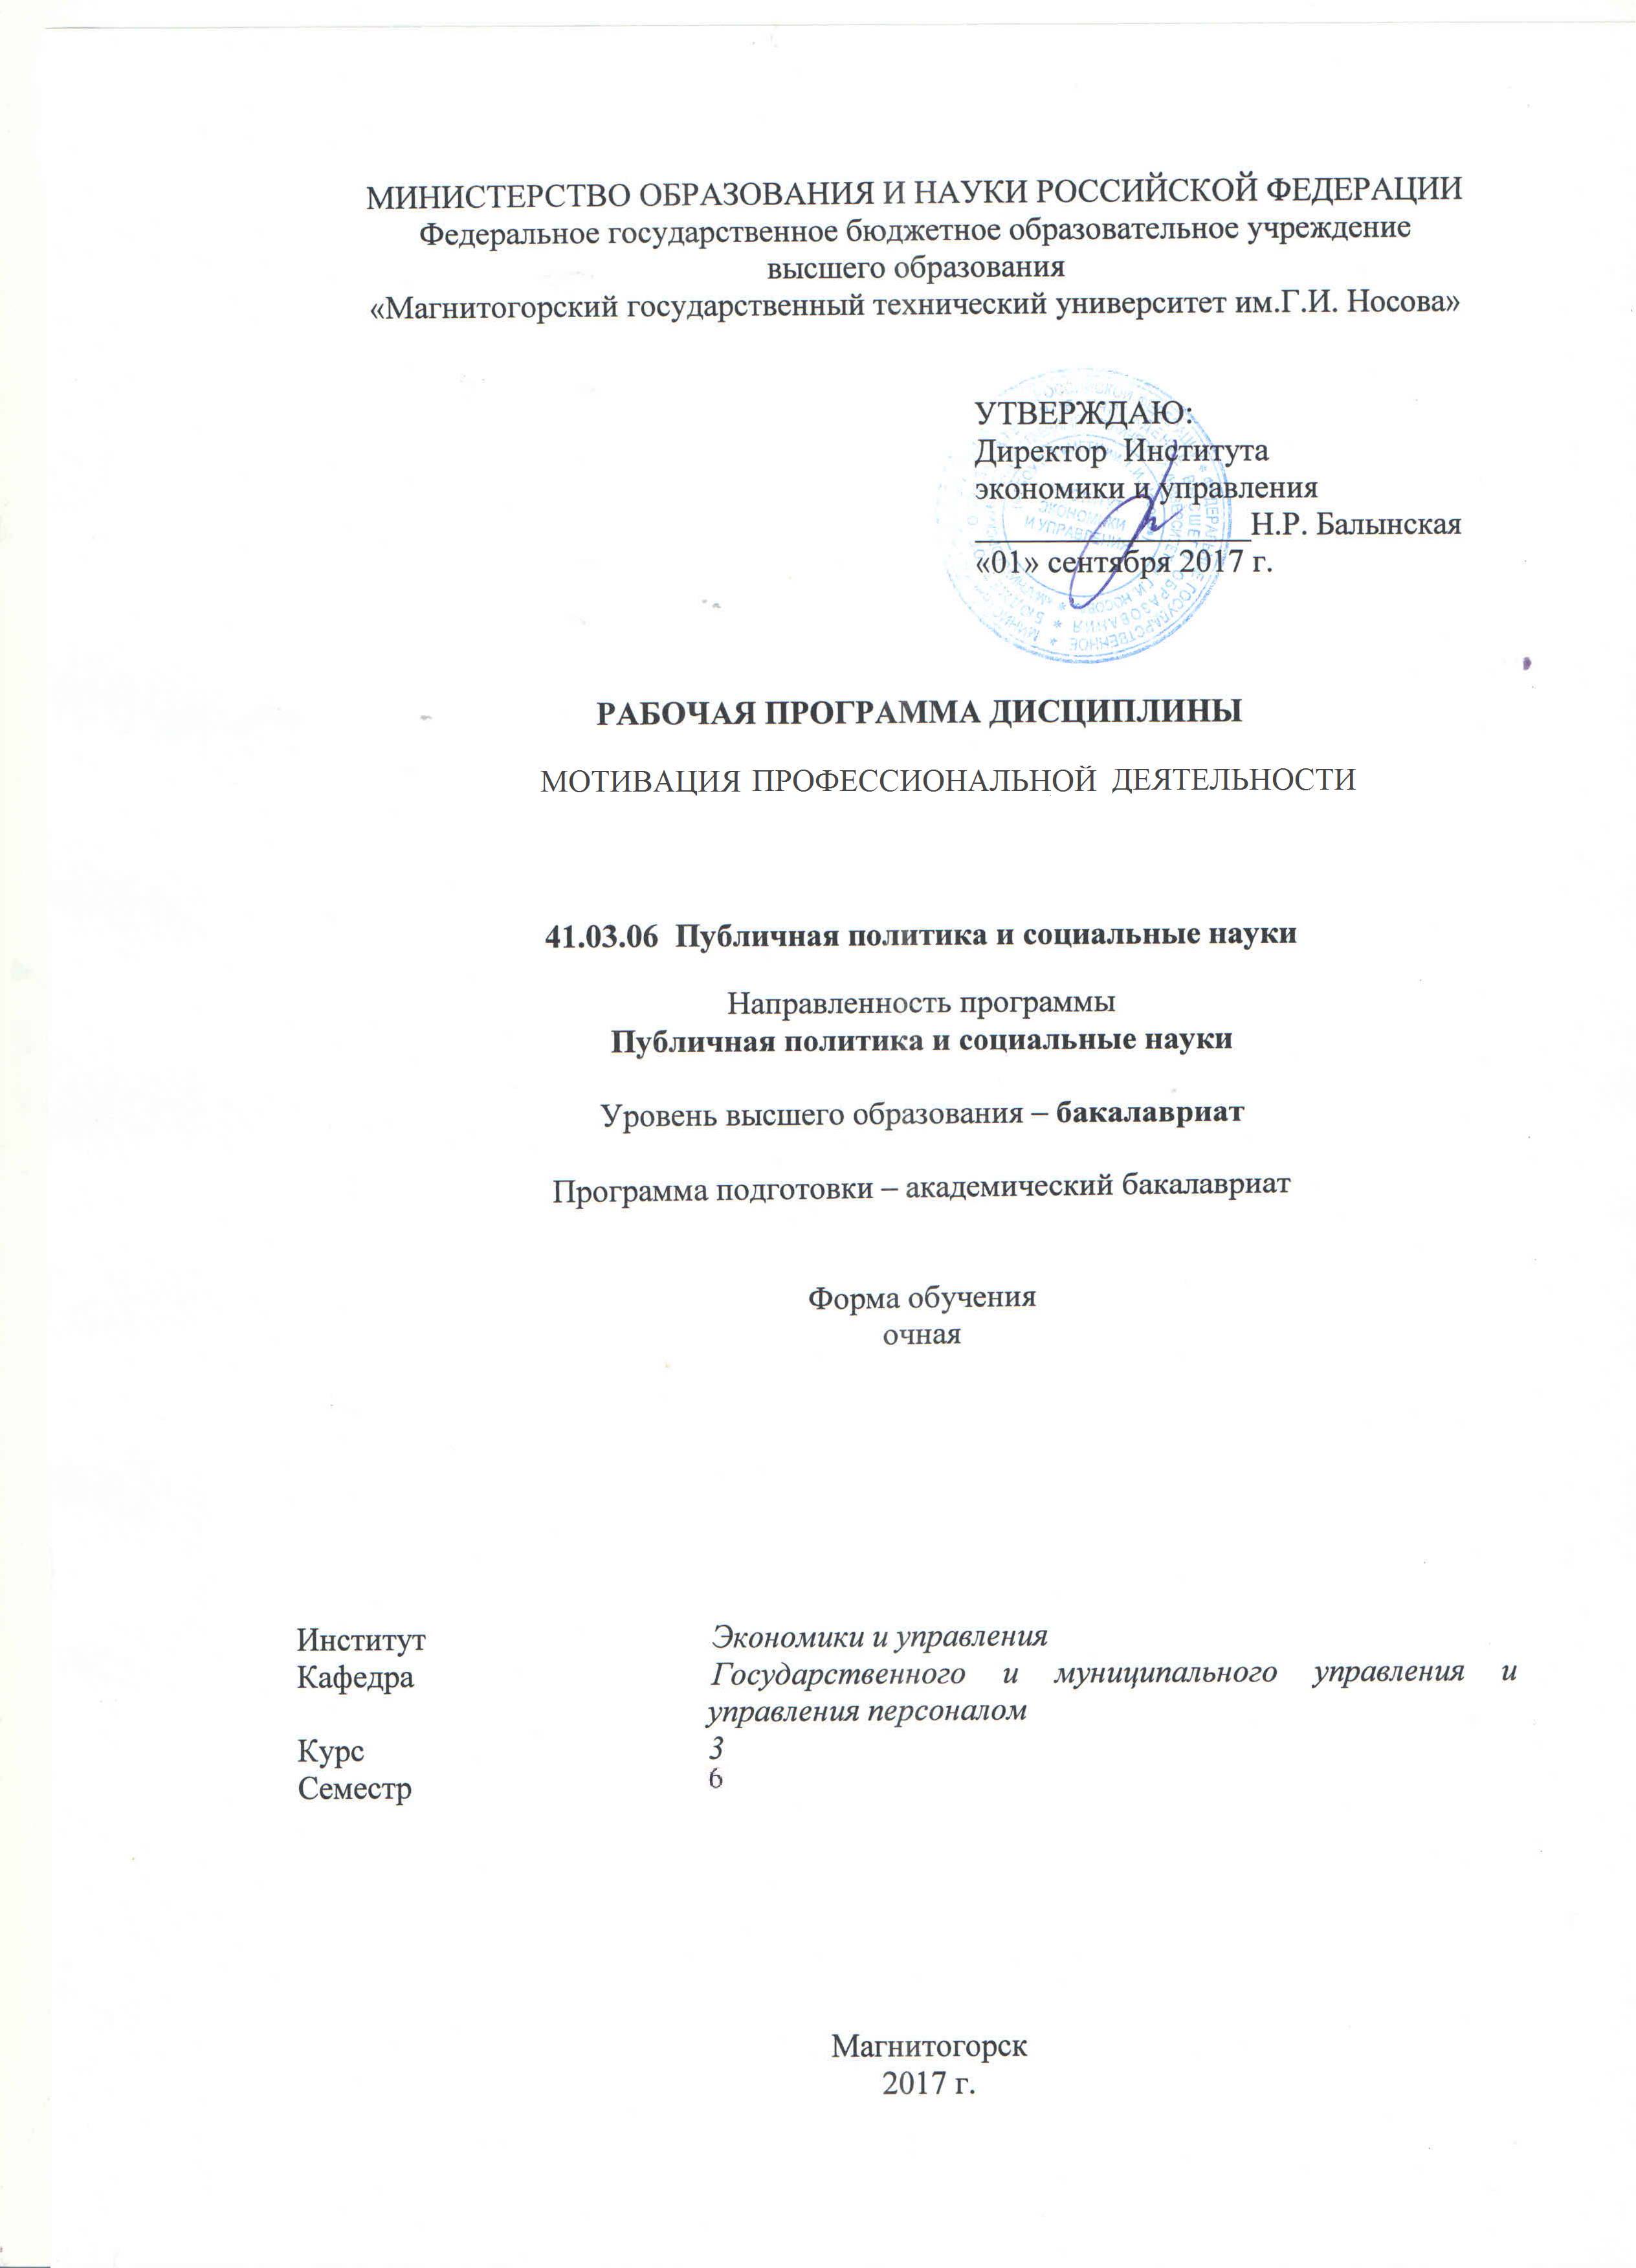 МИНИСТЕРСТВО ОБРАЗОВАНИЯ И НАУКИ РОССИЙСКОЙ ФЕДЕРАЦИИ
Федеральное государственное бюджетное образовательное учреждение
высшего образования
«Магнитогорский государственный технический университет им.Г.И. Носова»
УТВЕРЖДАЮ:
Директор Института
экономики и управления
Н.Р. Балынская
«01» сентября 2017 г.
ЭКОНОМИКИ
И УПРАВЛЕНИЯ
РАБОЧАЯ ПРОГРАММА ДИСЦИПЛИНЫ
МОТИВАЦИЯ ПРОФЕССИОНАЛЬНОЙ ДЕЯТЕЛЬНОСТИ
41.03.06 Публичная политика и социальные науки
Направленность программы
Публичная политика и социальные науки
Уровень высшего образования – бакалавриат
Программа подготовки – академический бакалавриат
Форма обучения
очная
Институт Экономики и управления
Кафедра Государственного и муниципального управления и
управления персоналом
Курс 3
Семестр 6
Магнитогорск
2017 г.